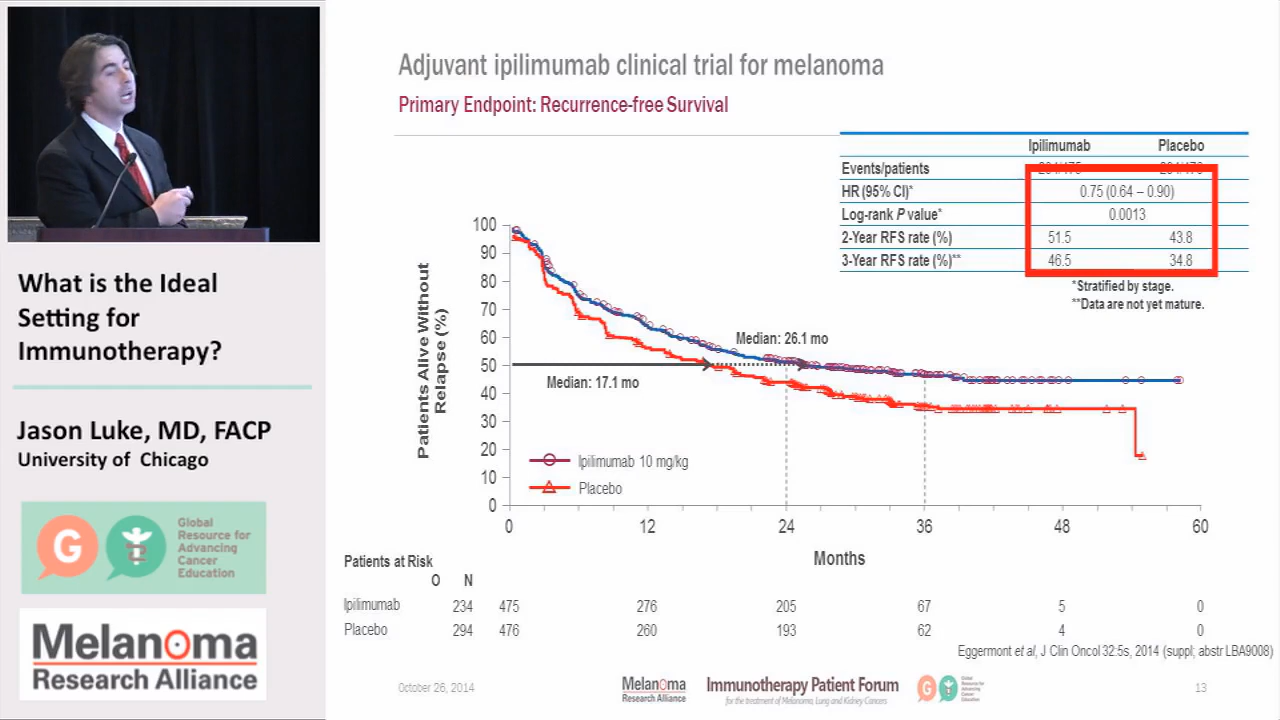 What is the Ideal
Setting for
Immunotherapy?
Jason Luke, MD, FACP
University of Chicago
G
Global
Resource for
Advancing
Cancer
Education
Melanoma
Research Alliance
Adjuvant ipilimumab clinical trial for melanoma
Primary Endpoint: Recurrence-free Survival
Ipilimumab Placebo
Events/patients
HR (95% CI)* 0.75 (0.64 – 0.90)
Log-rank P value* 0.0013
2-Year RFS rate (%) 51.5 43.8
3-Year RFS rate (%)** 46.5 34.8
*Stratified by stage.
**Data are not yet mature.
Patients Alive Without
Relapse (%)
100
90
80
70
60
50
40
30
20
10
0
Median: 26.1 mo
Median: 17.1 mo
Ipilimumab 10 mg/kg
Placebo
0 12 24 36 48 60
Months
Patients at Risk
O N
Ipilimumab 234 475 276 205 67 5 0
Placebo 294 476 260 193 62 4 0
Eggermont et al, J Clin Oncol 32:5s, 2014 (suppl; abstr LBA9008)
October 26, 2014
Melanoma
Research Alliance
Immunotherapy Patient Forum
for the treatment of Melanoma, Lung and Kidney Cancers
G
Global
Resource for
Advancing
Cancer
Education
13